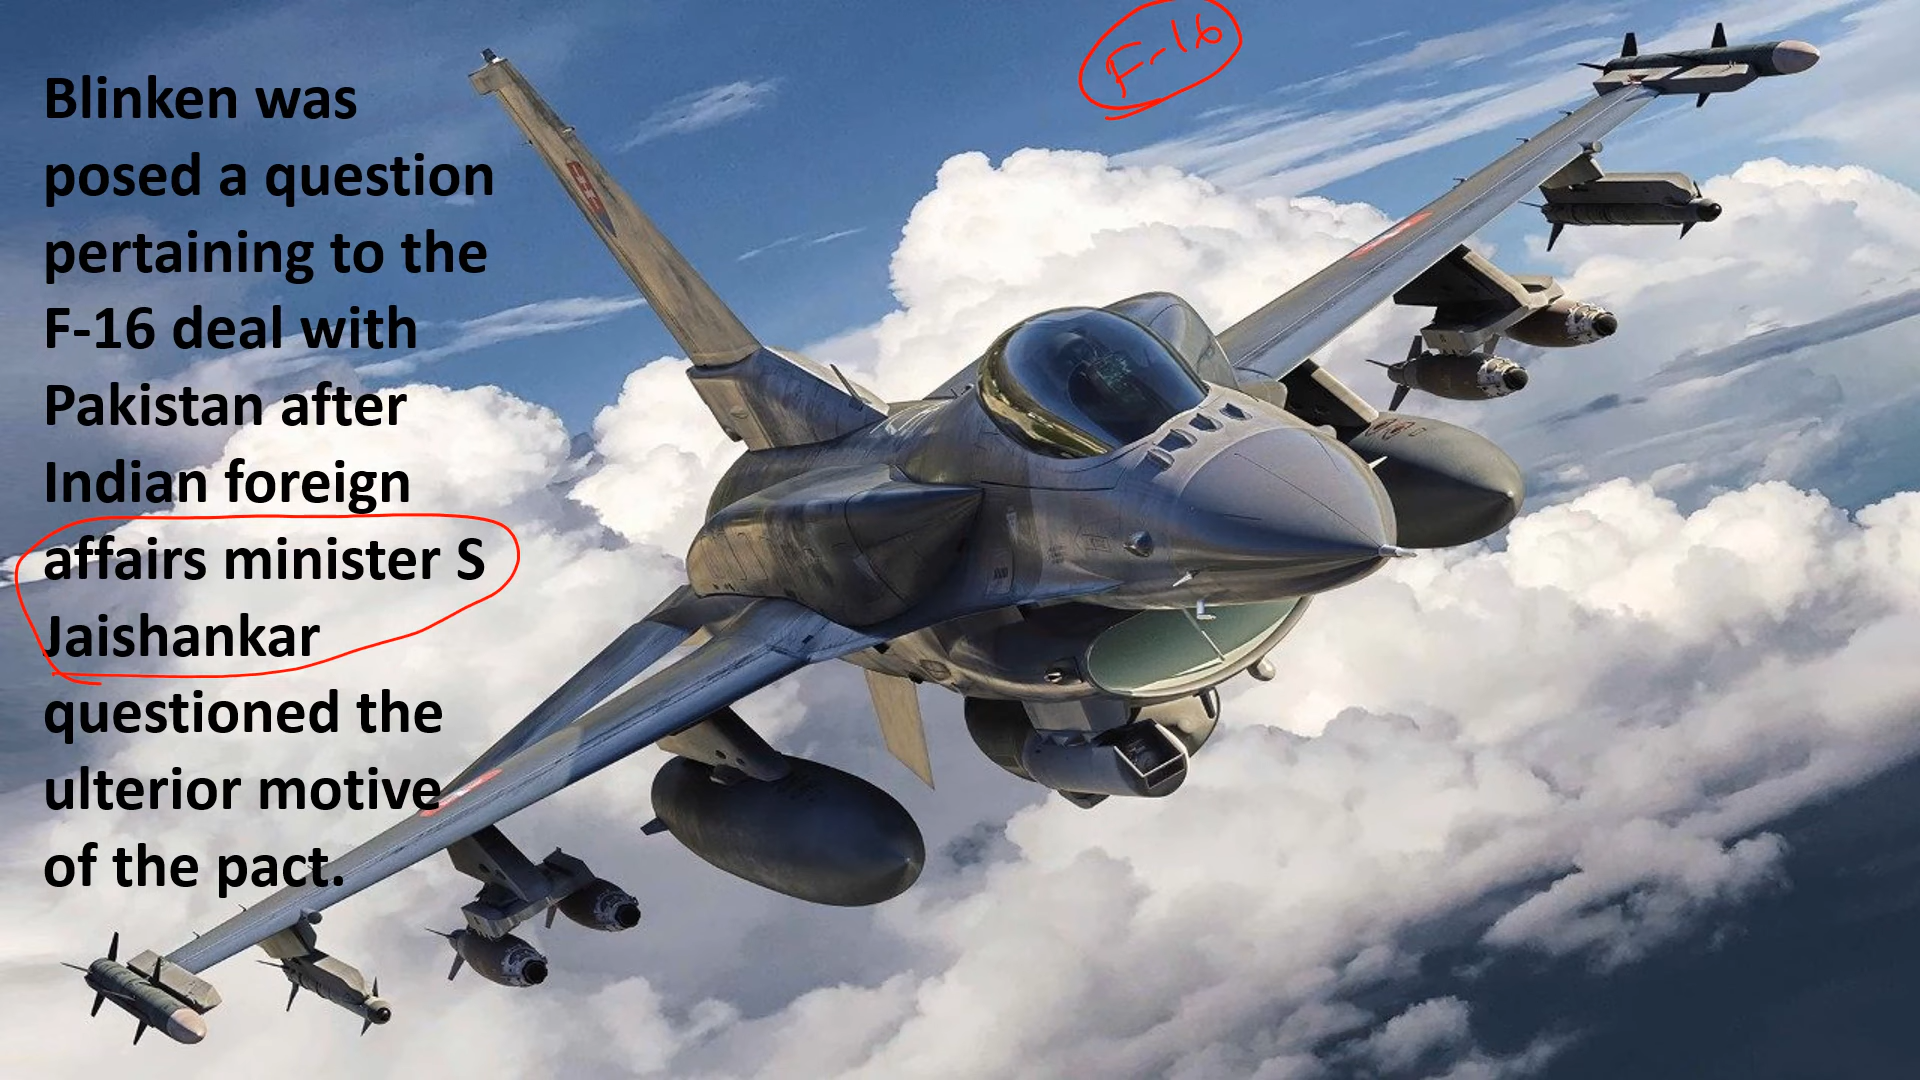 F-16
Blinken was
posed a question
pertaining to the
F-16 deal with
Pakistan after
Indian foreign
affairs minister S
Jaishankar
questioned the
ulterior motive
of the pact.